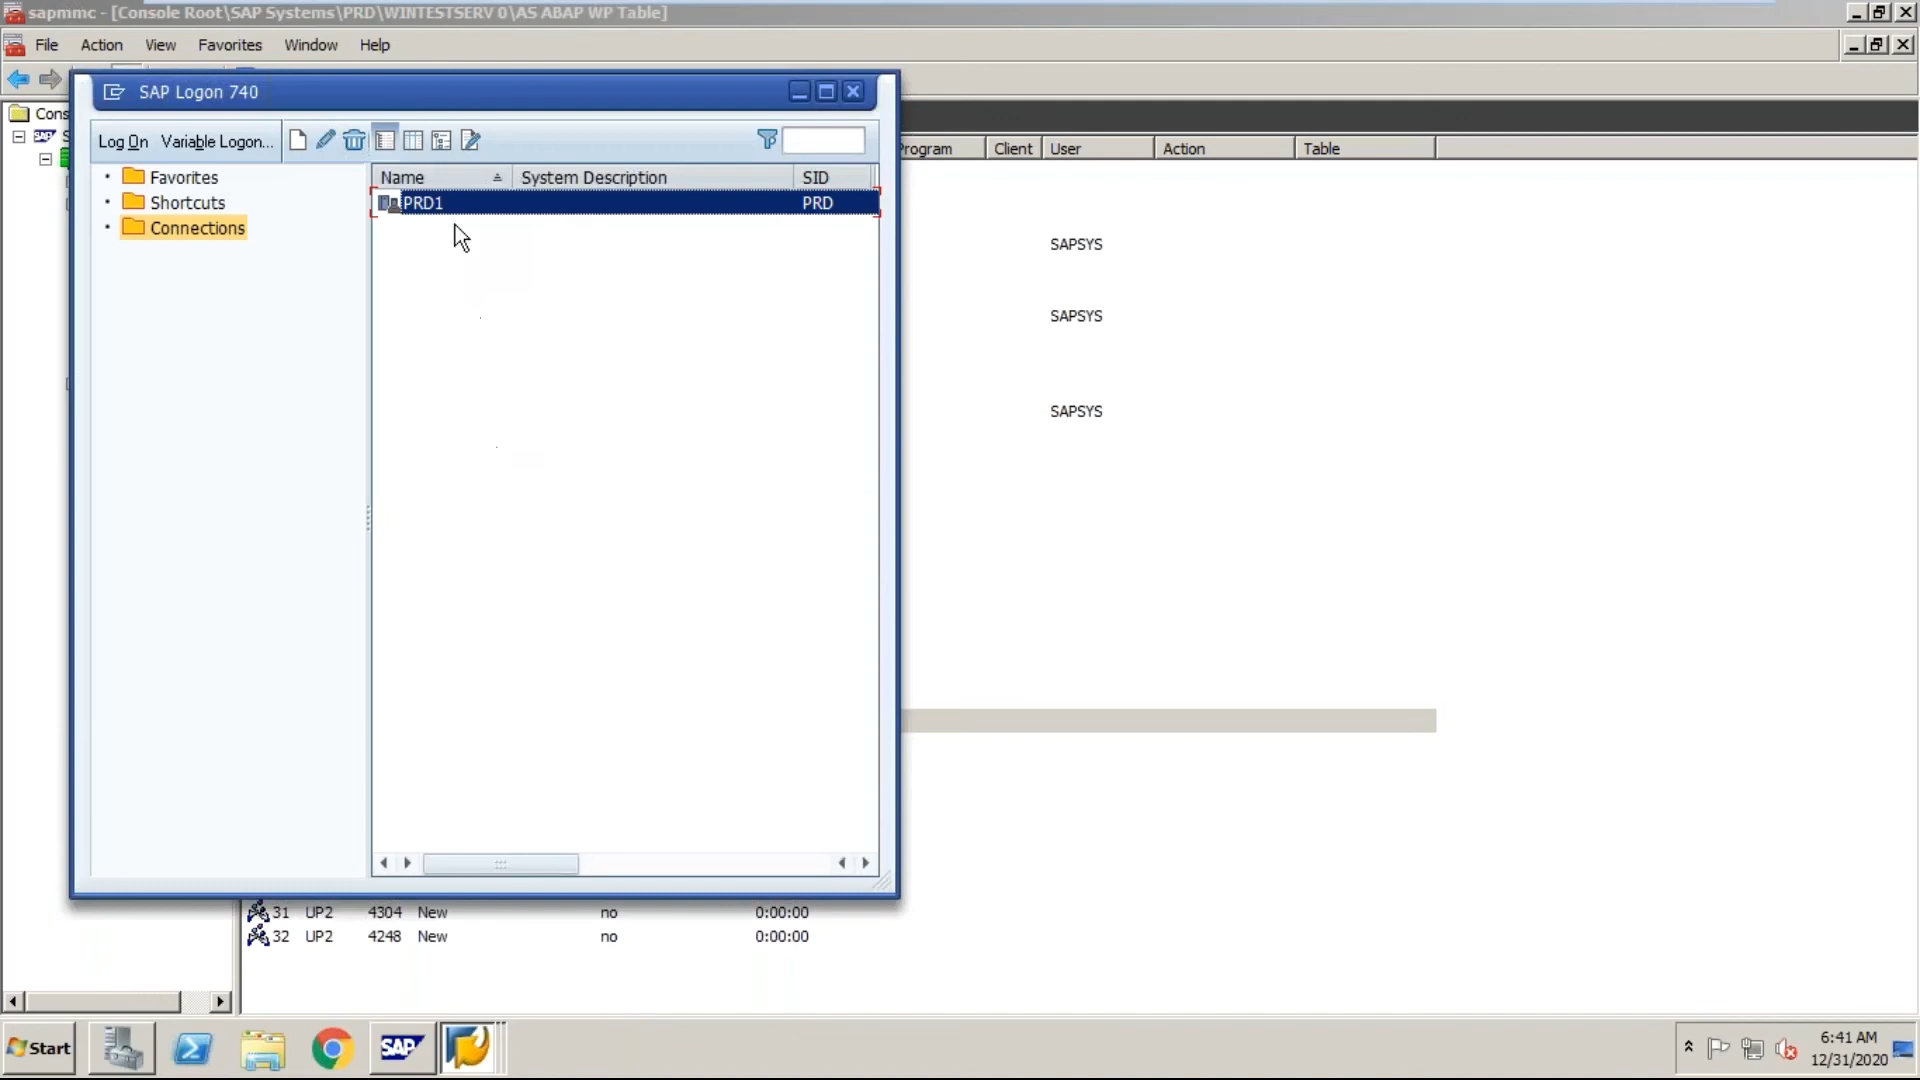 sapmmc - [Console Root\SAP Systems\PRD\WINTESTSERV 0\AS ABAP WP Table]
File Action View Favorites Window Help
SAP Logon 740
Cons
Log On Variable Logon...
SAP S
Program Client User Action Table
Name System Description SID
Favorites
Shortcuts
Connections
PRD1 PRD
SAPSYS
SAPSYS
SAPSYS
31 UP2 4304 New no 0:00:00
32 UP2 4248 New no 0:00:00
Start
SAP
6:41 AM
12/31/2020